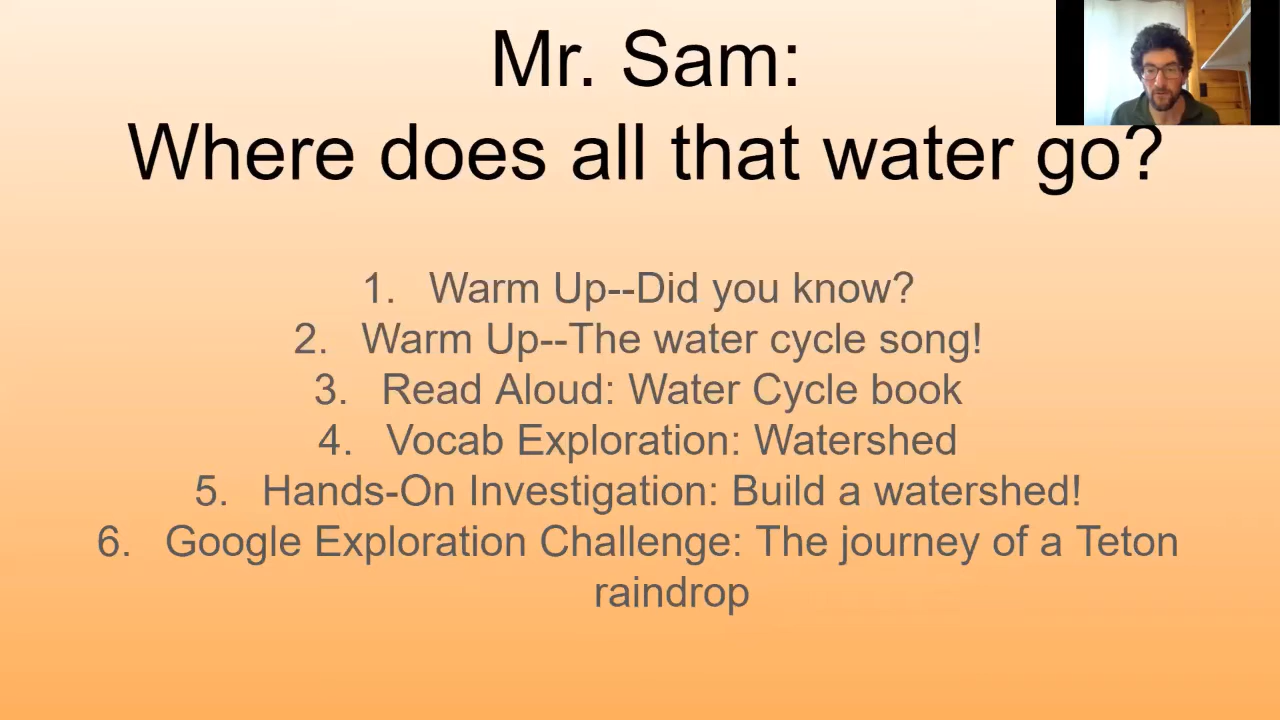 Mr. Sam:
Where does all that water go?
1. Warm Up--Did you know?
2. Warm Up--The water cycle song!
3. Read Aloud: Water Cycle book
4. Vocab Exploration: Watershed
5. Hands-On Investigation: Build a watershed!
6. Google Exploration Challenge: The journey of a Teton
raindrop